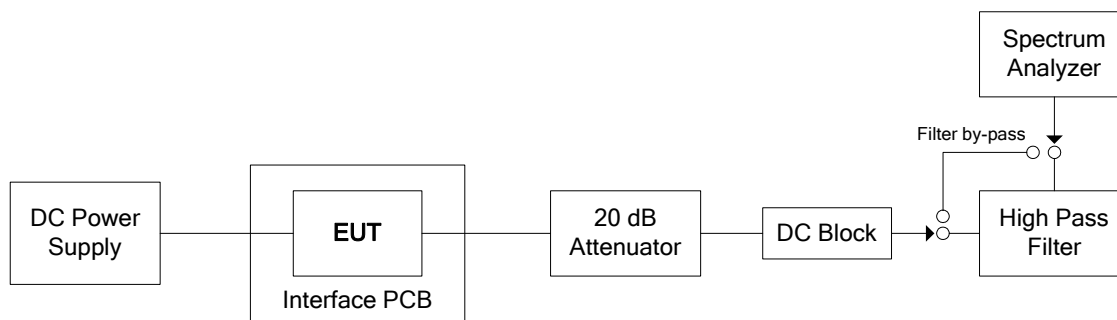 Spectrum
Analyzer
Filter by-pass
DC Power
Supply
EUT
Interface PCB
20 dB
Attenuator
DC Block
High Pass
Filter